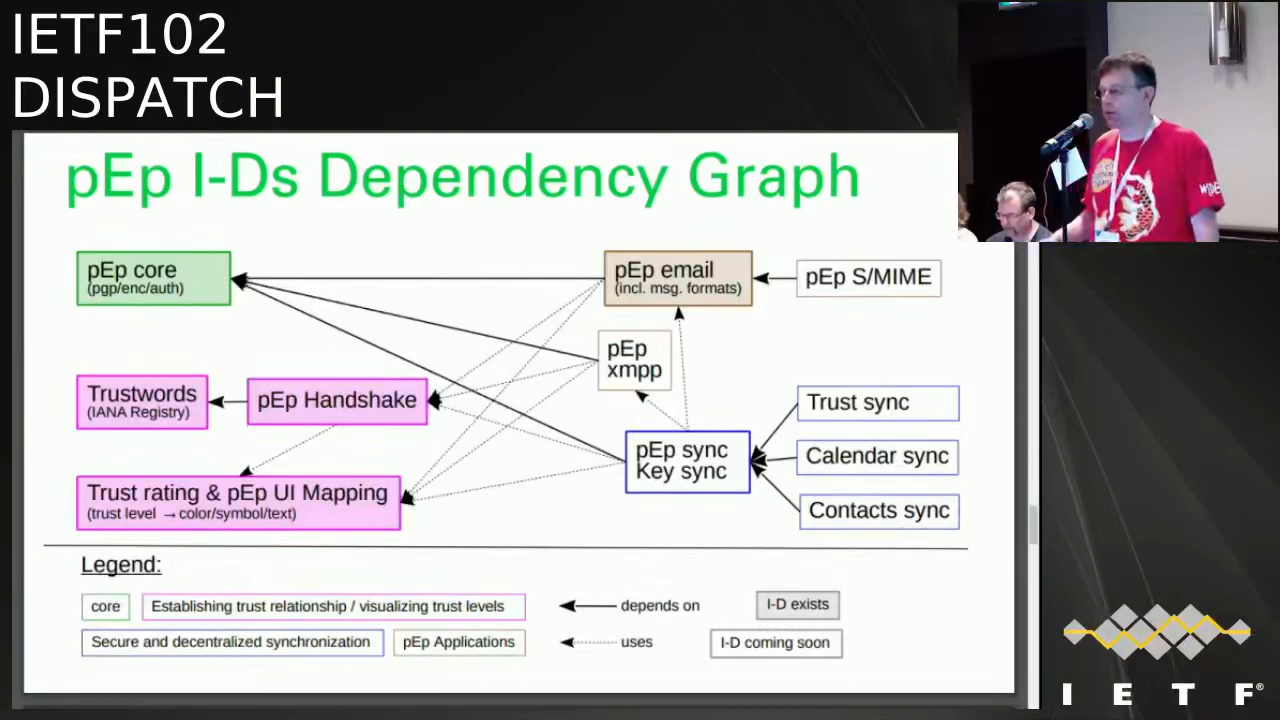 IETF102
DISPATCH
pEp I-Ds Dependency Graph
pEp core
(pgp/enc/auth)
pEp email
(incl. msg. formats)
pEp S/MIME
pEp
xmpp
Trustwords
(IANA Registry)
pEp Handshake
Trust sync
pEp sync
Key sync
Calendar sync
Trust rating & pEp UI Mapping
(trust level →color/symbol/text)
Contacts sync
Legend:
core
Establishing trust relationship / visualizing trust levels
depends on
I-D exists
Secure and decentralized synchronization
pEp Applications
uses
I-D coming soon
I E T F®